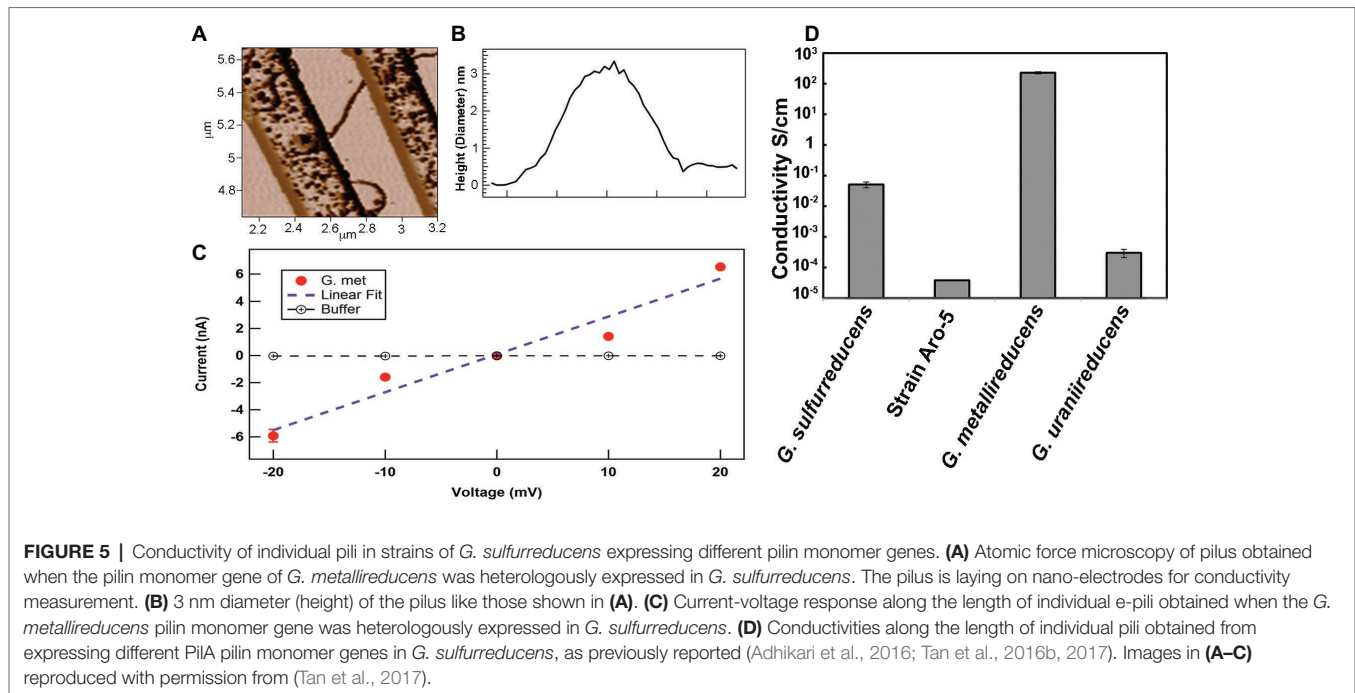 A
5.6
5.4
5.2
5
4.8
µm
2.2 2.4 2.6 2.8 3 3.2
µm
B
Height (Diameter) nm
3
2
1
0
C
G. met
Linear Fit
Buffer
Current (nA)
6
4
2
0
-2
-4
-6
-20 -10 0 10 20
Voltage (mV)
D
Conductivity S/cm
10³
10²
10¹
1
10⁻¹
10⁻²
10⁻³
10⁻⁴
10⁻⁵
G. sulfurreducens
Strain Aro-5
G. metallireducens
G. uraniireducens
FIGURE 5 | Conductivity of individual pili in strains of G. sulfurreducens expressing different pilin monomer genes. (A) Atomic force microscopy of pilus obtained
when the pilin monomer gene of G. metallireducens was heterologously expressed in G. sulfurreducens. The pilus is laying on nano-electrodes for conductivity
measurement. (B) 3 nm diameter (height) of the pilus like those shown in (A). (C) Current-voltage response along the length of individual e-pili obtained when the G.
metallireducens pilin monomer gene was heterologously expressed in G. sulfurreducens. (D) Conductivities along the length of individual pili obtained from
expressing different PilA pilin monomer genes in G. sulfurreducens, as previously reported (Adhikari et al., 2016; Tan et al., 2016b, 2017). Images in (A–C)
reproduced with permission from (Tan et al., 2017).